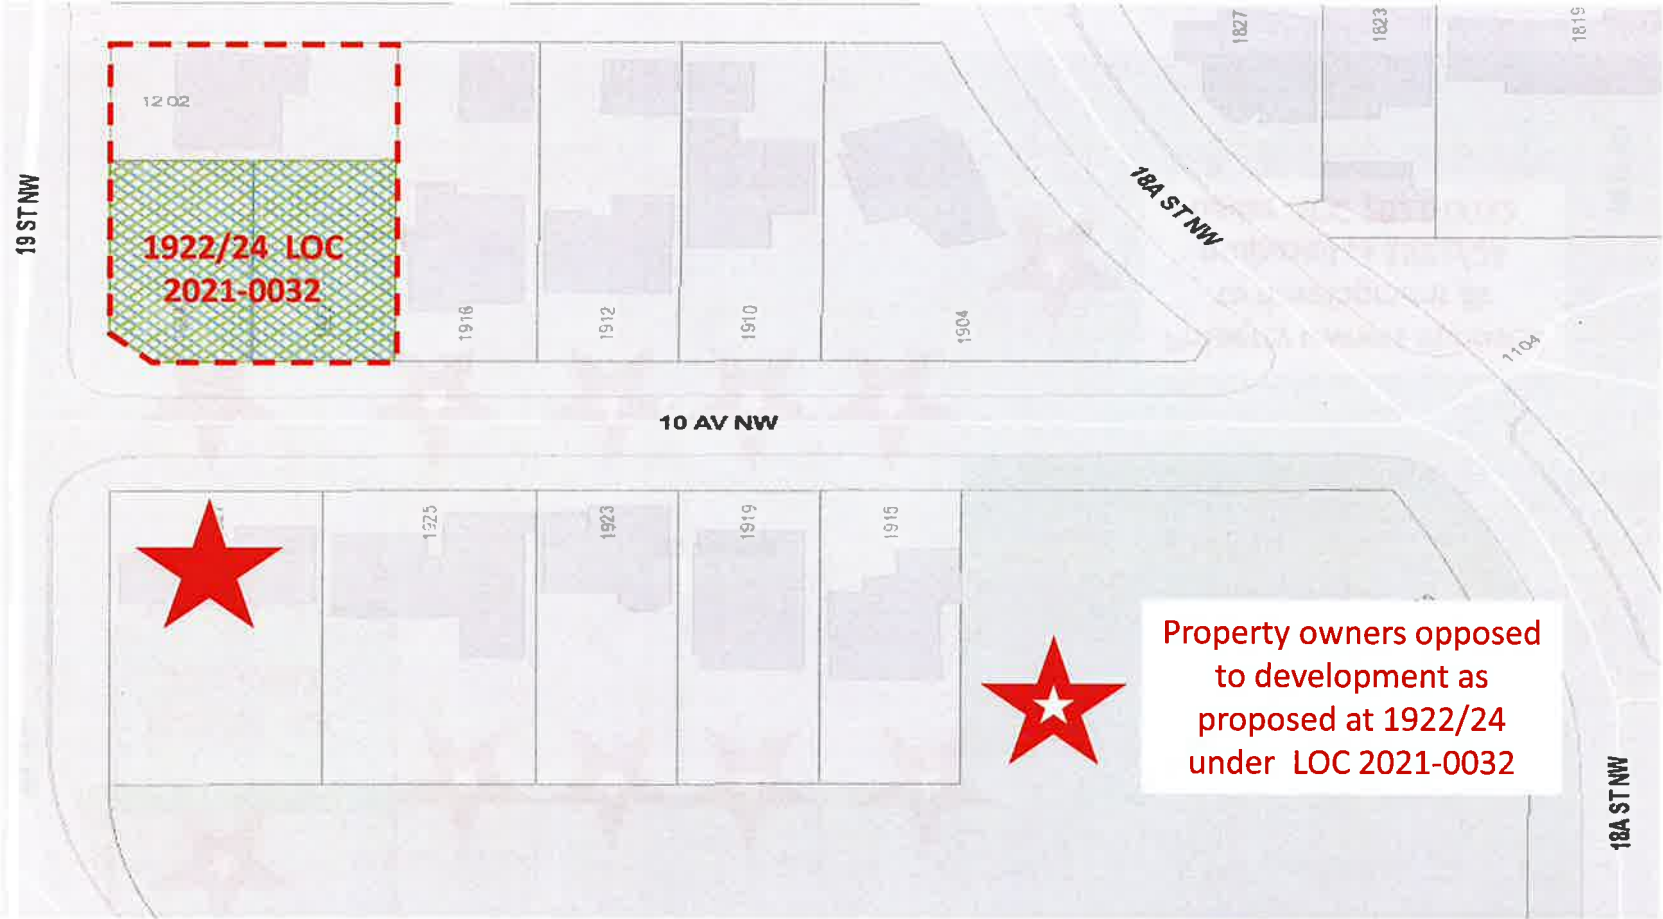 1827
1823
1819
12 02
19 ST NW
18A ST NW
1922/24 LOC
2021-0032
1916
1912
1910
1904
1104
10 AV NW
1925
1923
1919
1915
Property owners opposed
to development as
proposed at 1922/24
under LOC 2021-0032
18A ST NW